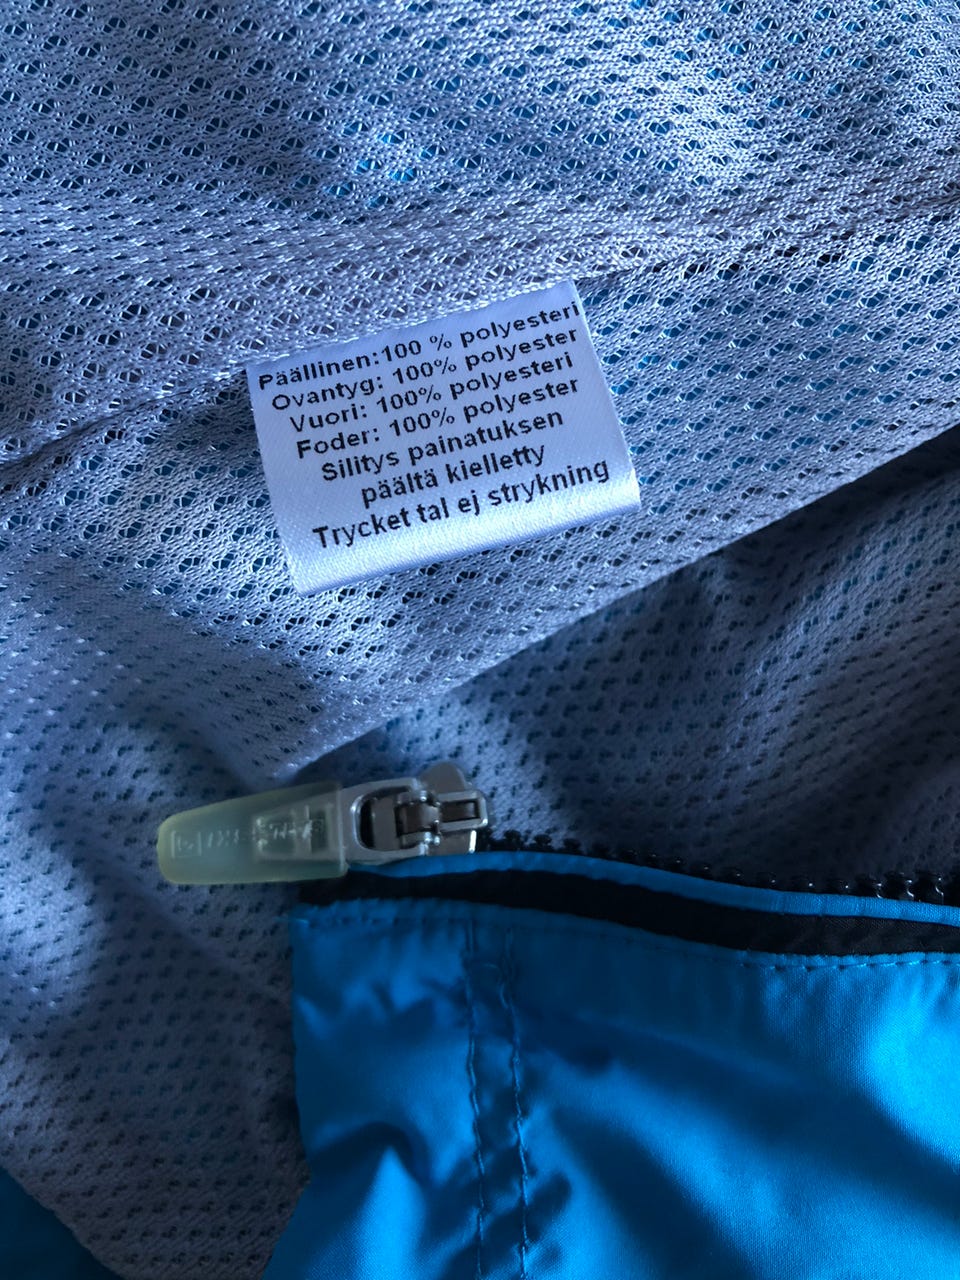 Päällinen:100 % polyesteri
Ovantyg: 100% polyester
Vuori: 100% polyesteri
Foder: 100% polyester
Silitys painatuksen
päältä kielletty
Trycket tal ej strykning